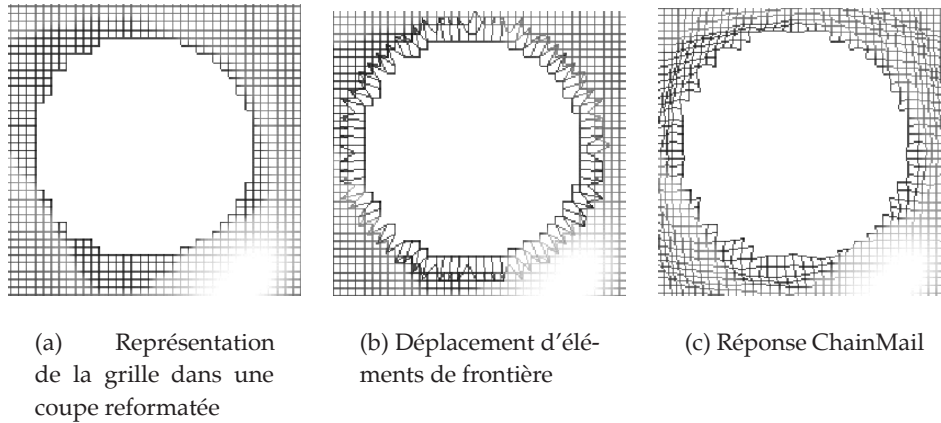 (a) Représentation
de la grille dans une
coupe reformatée
(b) Déplacement d'élé-
ments de frontière
(c) Réponse ChainMail